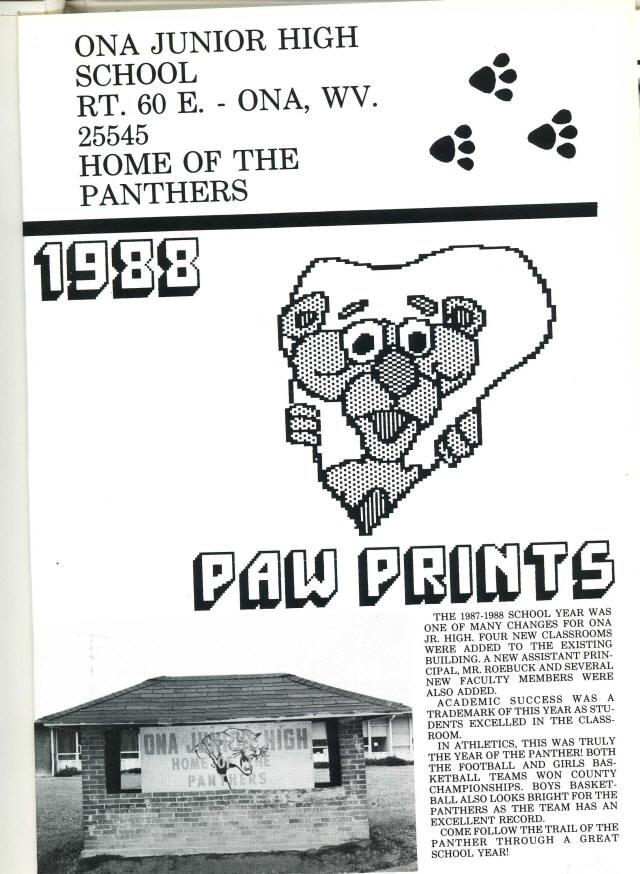 ONA JUNIOR HIGH
SCHOOL
RT. 60 E. - ONA, WV.
25545
HOME OF THE
PANTHERS
1988
PAW PRINTS
ONA JUNIOR HIGH
HOME OF THE
PANTHERS
THE 1987-1988 SCHOOL YEAR WAS
ONE OF MANY CHANGES FOR ONA
JR. HIGH. FOUR NEW CLASSROOMS
WERE ADDED TO THE EXISTING
BUILDING. A NEW ASSISTANT PRIN-
CIPAL, MR. ROEBUCK AND SEVERAL
NEW FACULTY MEMBERS WERE
ALSO ADDED.
ACADEMIC SUCCESS WAS A
TRADEMARK OF THIS YEAR AS STU-
DENTS EXCELLED IN THE CLASS-
ROOM.
IN ATHLETICS, THIS WAS TRULY
THE YEAR OF THE PANTHER! BOTH
THE FOOTBALL AND GIRLS BAS-
KETBALL TEAMS WON COUNTY
CHAMPIONSHIPS. BOYS BASKET-
BALL ALSO LOOKS BRIGHT FOR THE
PANTHERS AS THE TEAM HAS AN
EXCELLENT RECORD.
COME FOLLOW THE TRAIL OF THE
PANTHER THROUGH A GREAT
SCHOOL YEAR!